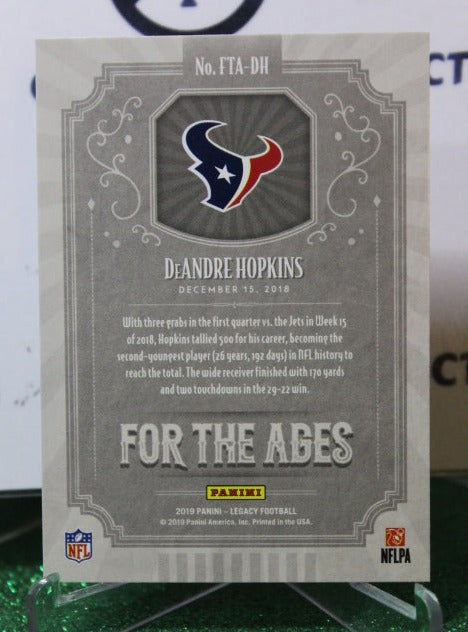 No. FTA-DH
DeANDRE HOPKINS
DECEMBER 15, 2018
With three grabs in the first quarter vs. the Jets in Week 15
of 2018, Hopkins tallied 500 for his career, becoming the
second-youngest player (26 years, 192 days) in NFL history to
reach the total. The wide receiver finished with 170 yards
and two touchdowns in the 29-22 win.
FOR THE AGES
PANINI
2019 PANINI – LEGACY FOOTBALL
© 2019 Panini America, Inc. Printed in the USA.
NFL
NFLPA